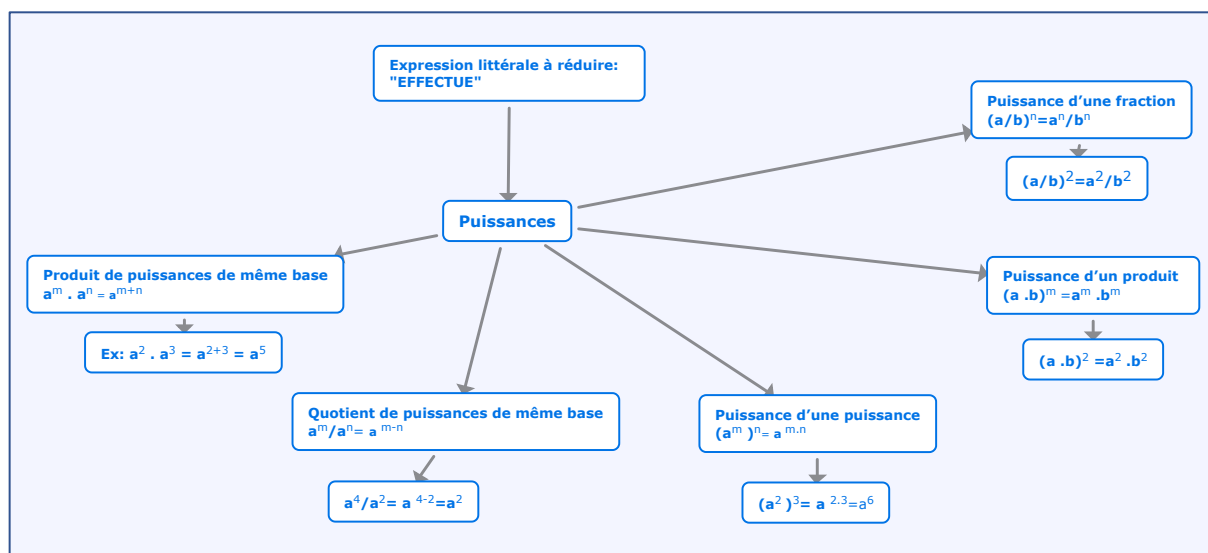 Expression littérale à réduire:
"EFFECTUE"
Puissance d’une fraction
(a/b)ⁿ=aⁿ/bⁿ
(a/b)²=a²/b²
Puissances
Produit de puissances de même base
aᵐ . aⁿ = aᵐ⁺ⁿ
Ex: a² . a³ = a²⁺³ = a⁵
Puissance d’un produit
(a .b)ᵐ =aᵐ .bᵐ
(a .b)² =a² .b²
Quotient de puissances de même base
aᵐ/aⁿ= a ᵐ⁻ⁿ
a⁴/a²= a ⁴⁻²=a²
Puissance d’une puissance
(aᵐ )ⁿ= a ᵐ·ⁿ
(a² )³= a ²·³=a⁶